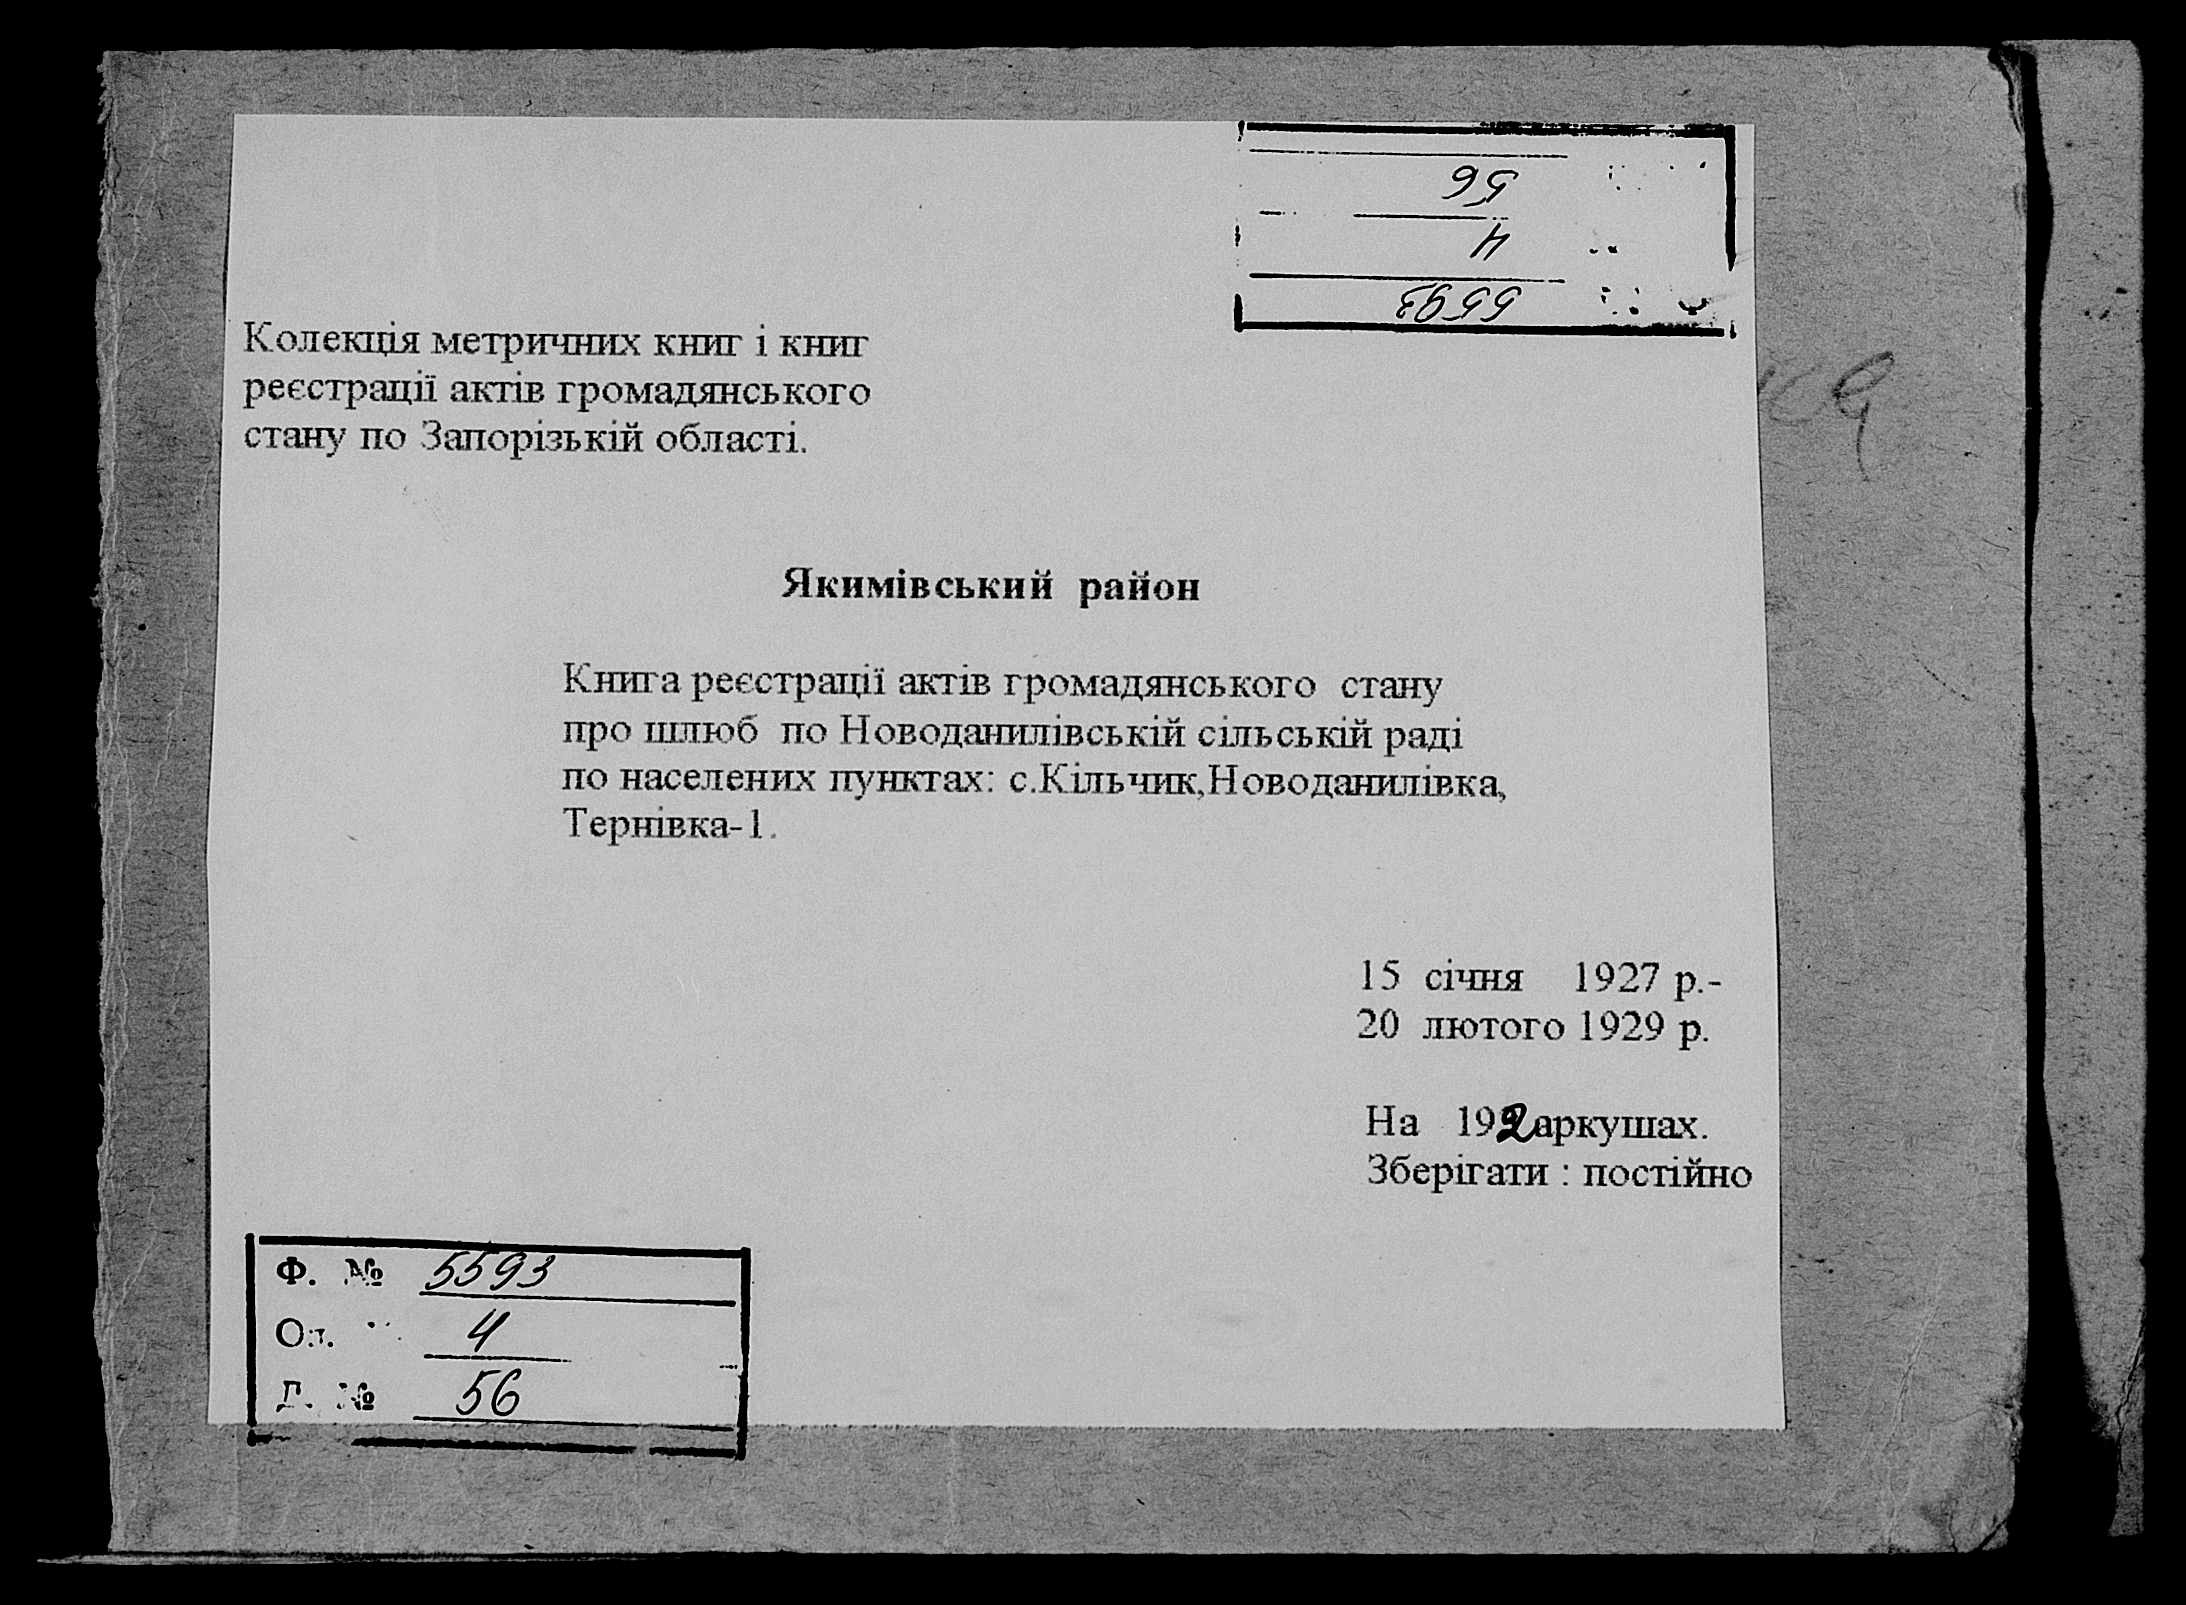 56
4
5593
Колекція метричних книг і книг
реєстрації актів громадянського
стану по Запорізькій області.
Якимівський район
Книга реєстрації актів громадянського стану
про шлюб по Новоданилівській сільській раді
по населених пунктах: с.Кільчик,Новоданилівка,
Тернівка-1.
15 січня 1927 р.-
20 лютого 1929 р.
На 192 аркушах.
Зберігати : постійно
Ф. № 5593
Оп. 4
Д. № 56